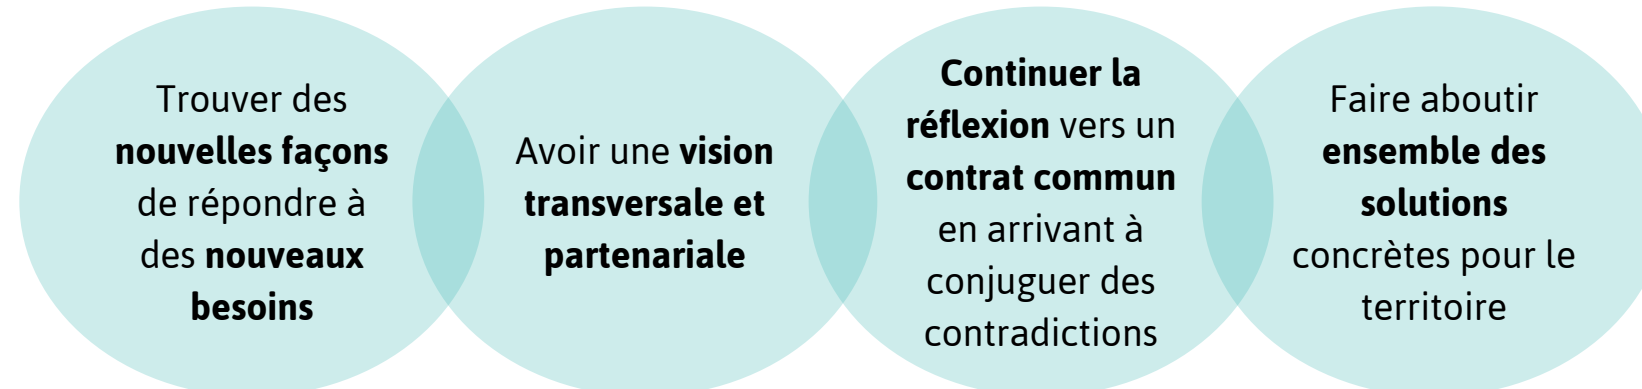 Trouver des
nouvelles façons
de répondre à
des nouveaux
besoins
Avoir une vision
transversale et
partenariale
Continuer la
réflexion vers un
contrat commun
en arrivant à
conjuguer des
contradictions
Faire aboutir
ensemble des
solutions
concrètes pour le
territoire